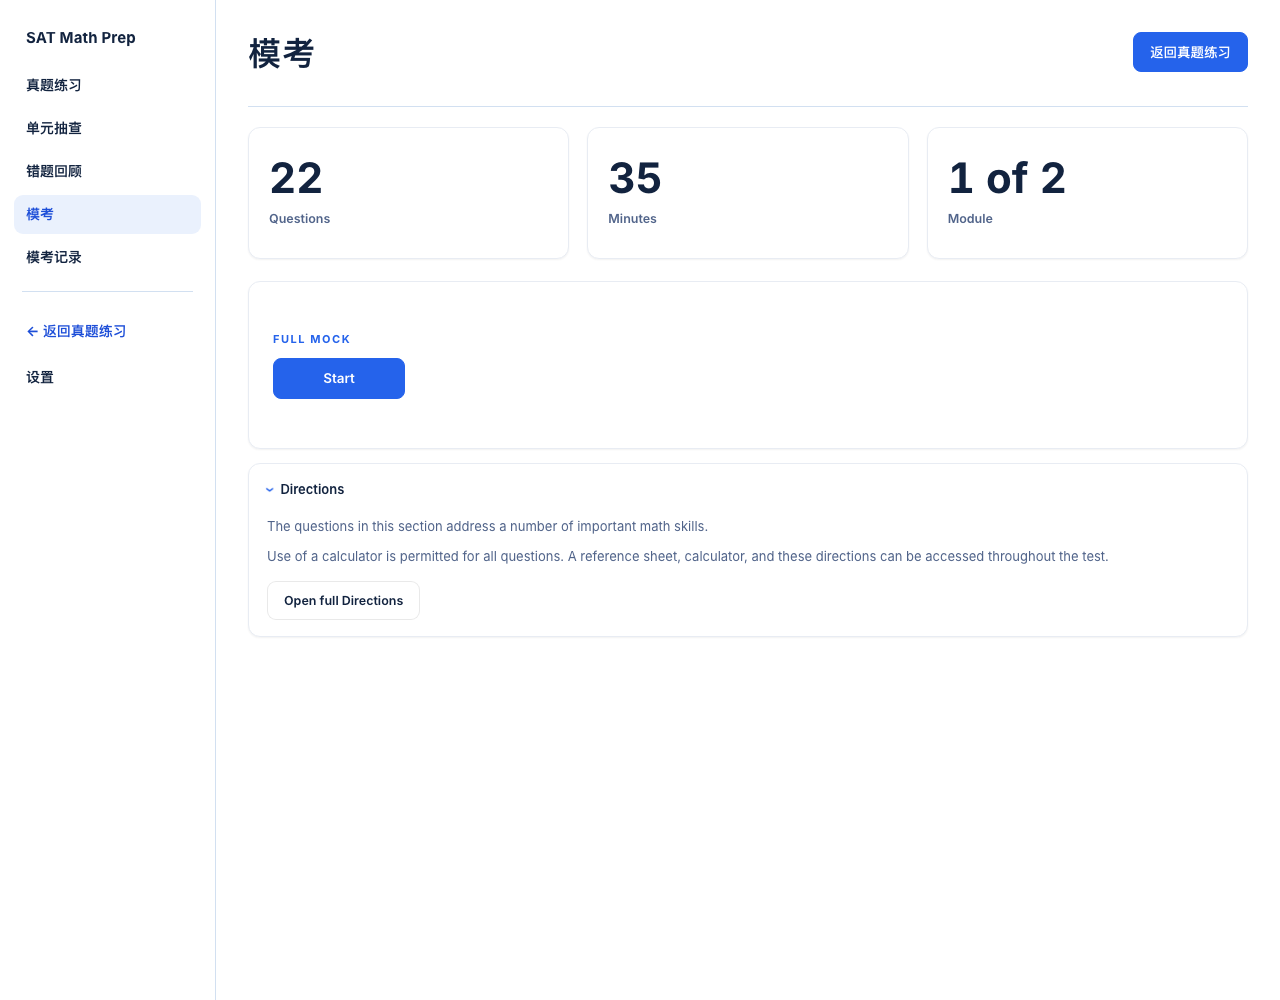 SAT Math Prep
真题练习
单元抽查
错题回顾
模考
模考记录
← 返回真题练习
设置
模考
返回真题练习
22
Questions
35
Minutes
1 of 2
Module
FULL MOCK
Start
Directions
The questions in this section address a number of important math skills.
Use of a calculator is permitted for all questions. A reference sheet, calculator, and these directions can be accessed throughout the test.
Open full Directions